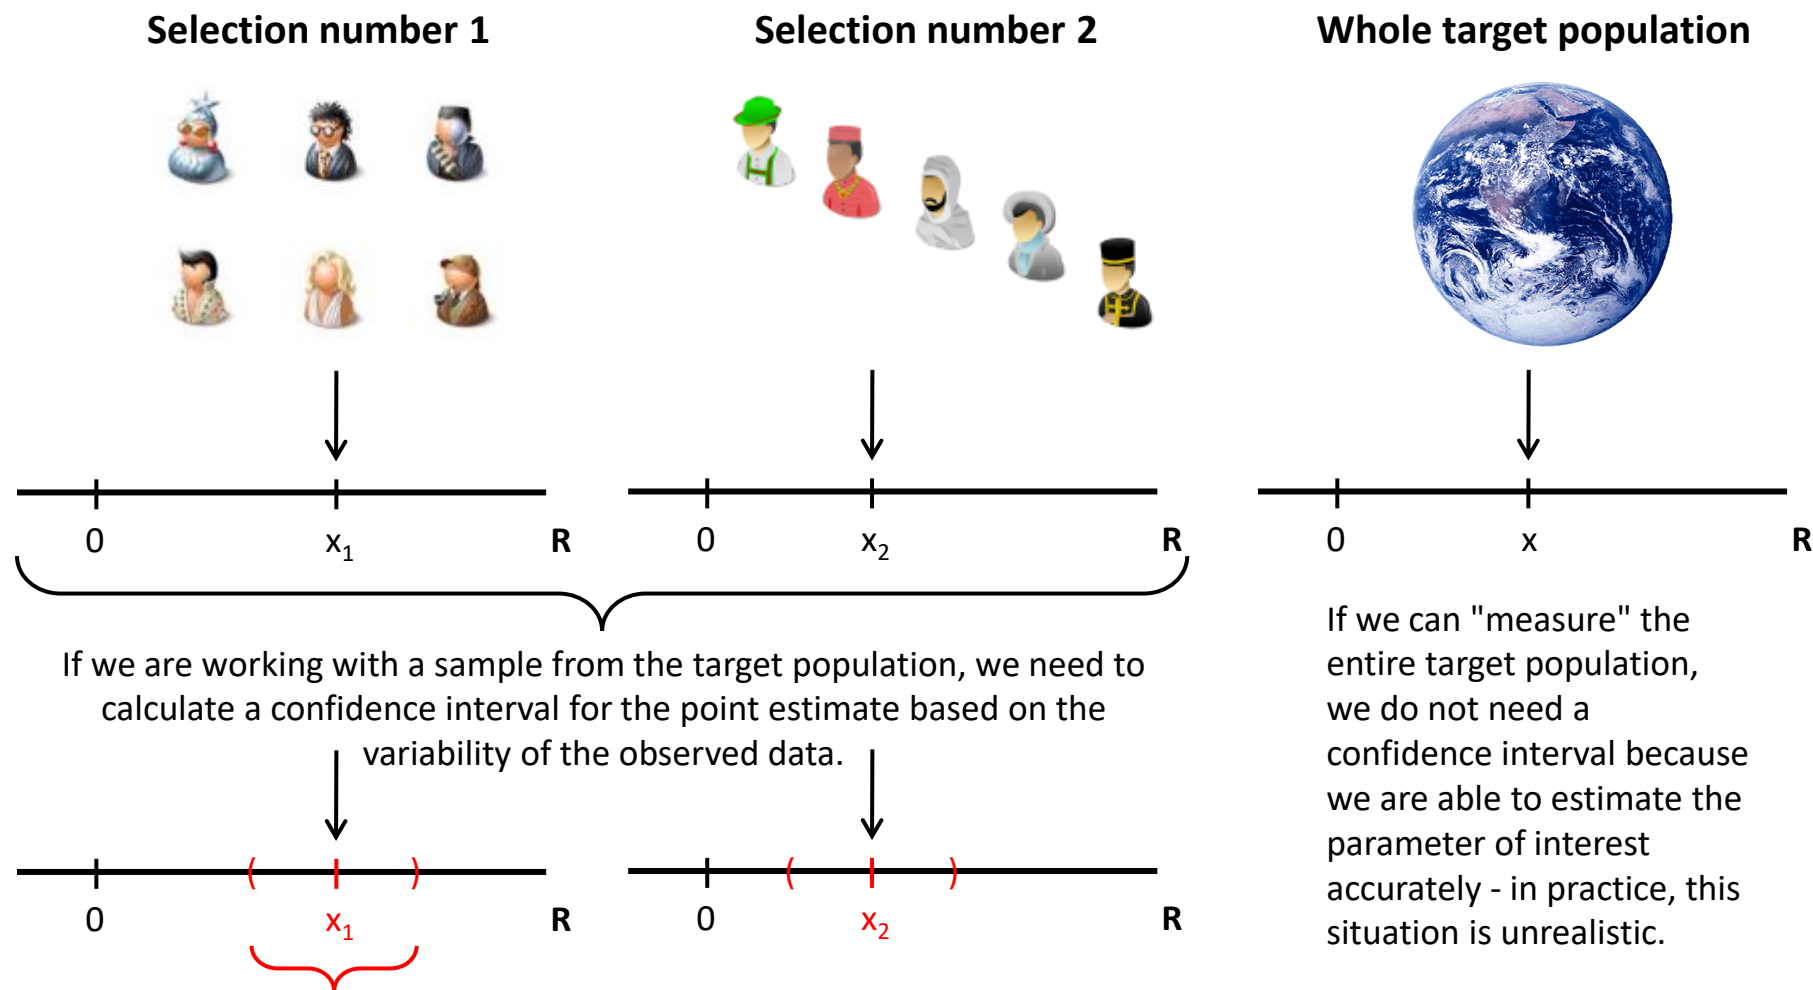 Selection number 1
Selection number 2
Whole target population
0 x₁ R
0 x₂ R
0 x R
If we are working with a sample from the target population, we need to
calculate a confidence interval for the point estimate based on the
variability of the observed data.
( )
0 x₁ R
( )
0 x₂ R
If we can "measure" the
entire target population,
we do not need a
confidence interval because
we are able to estimate the
parameter of interest
accurately - in practice, this
situation is unrealistic.